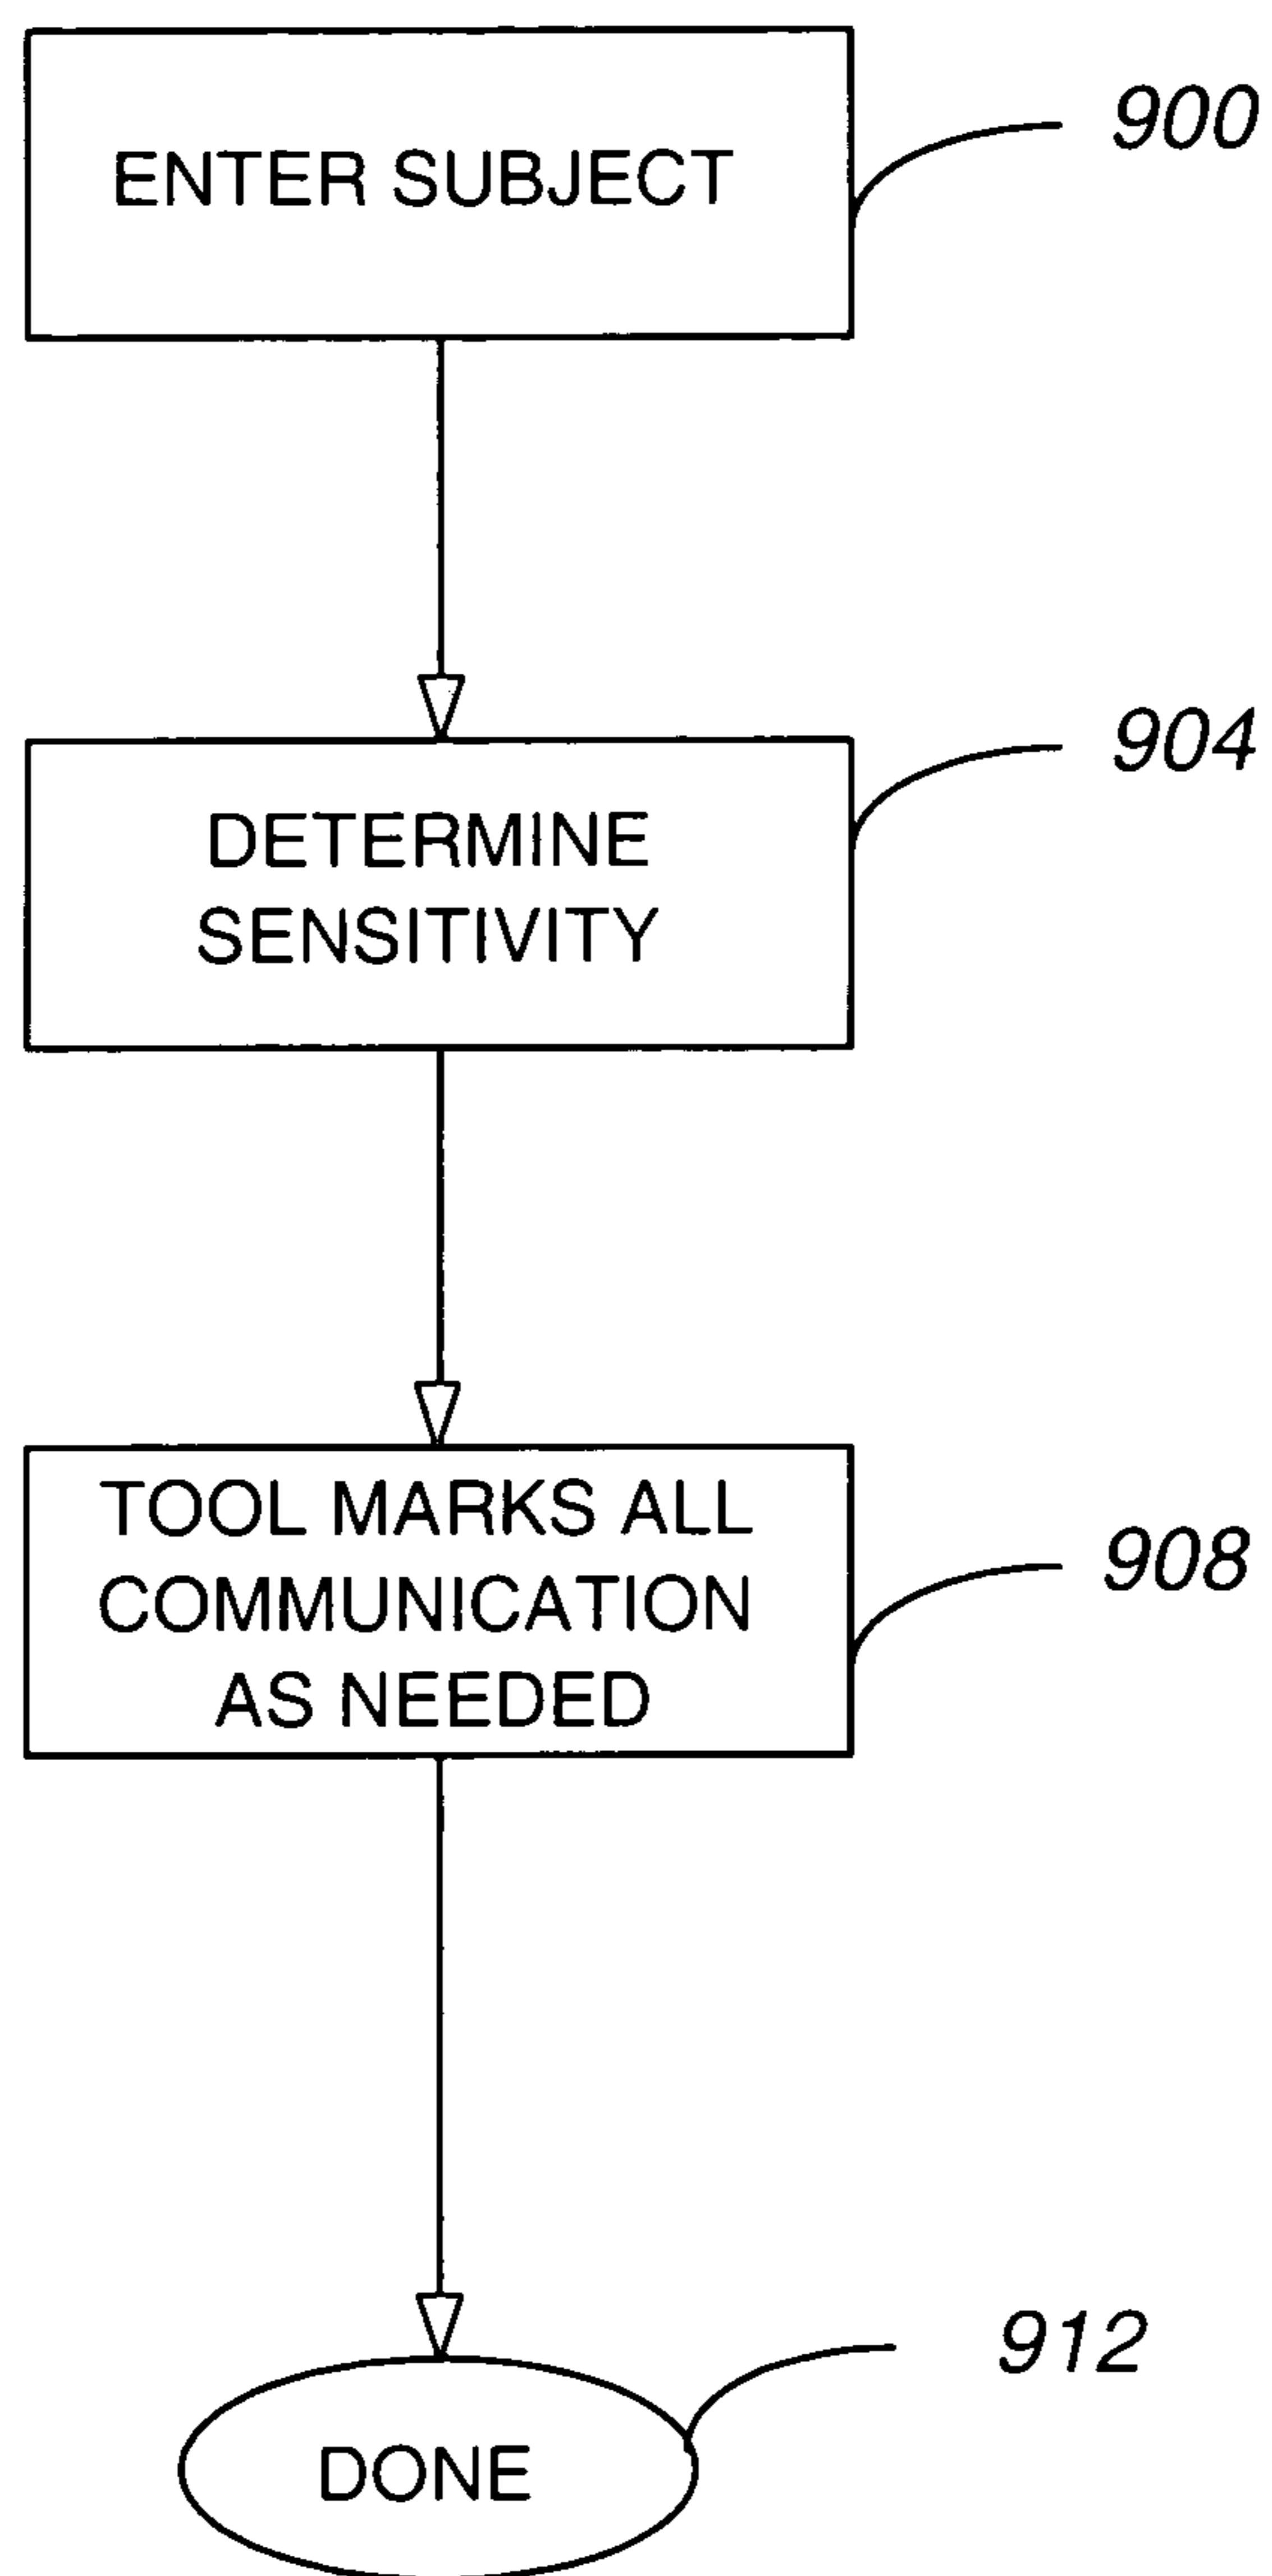 ENTER SUBJECT
900
DETERMINE
SENSITIVITY
904
TOOL MARKS ALL
COMMUNICATION
AS NEEDED
908
DONE
912